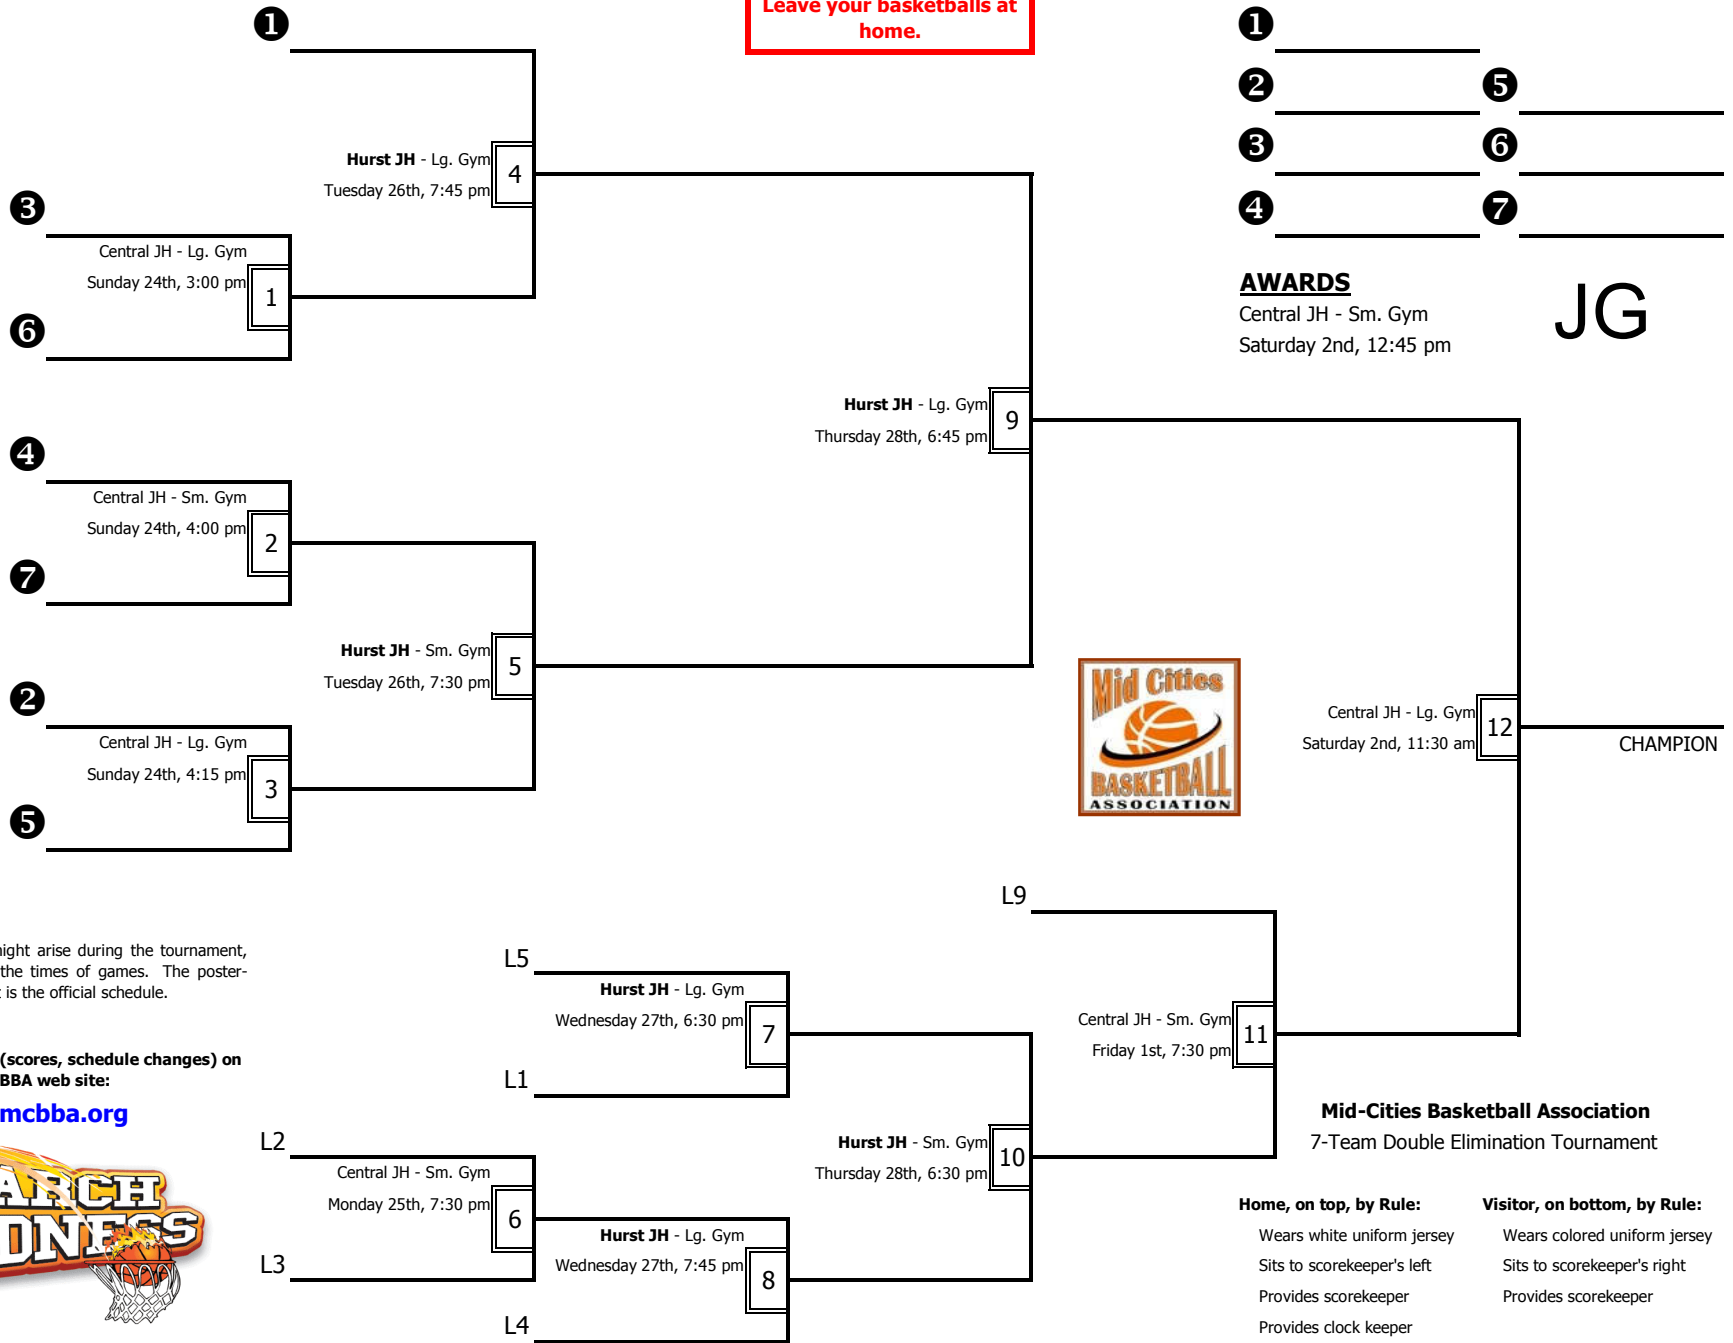 Leave your basketballs at
home.
❶
Hurst JH - Lg. Gym
Tuesday 26th, 7:45 pm
4
❸
Central JH - Lg. Gym
Sunday 24th, 3:00 pm
1
❻
❹
Central JH - Sm. Gym
Sunday 24th, 4:00 pm
2
❼
Hurst JH - Sm. Gym
Tuesday 26th, 7:30 pm
5
❷
Central JH - Lg. Gym
Sunday 24th, 4:15 pm
3
❺
Hurst JH - Lg. Gym
Thursday 28th, 6:45 pm
9
❶
❷
❸
❹
❺
❻
❼
AWARDS
Central JH - Sm. Gym
Saturday 2nd, 12:45 pm
JG
Mid Cities
BASKETBALL
ASSOCIATION
Central JH - Lg. Gym
Saturday 2nd, 11:30 am
12
CHAMPION
might arise during the tournament,
the times of games. The poster-
is the official schedule.
(scores, schedule changes) on
BBA web site:
mcbba.org
ARCH
DNESS
L9
L5
Hurst JH - Lg. Gym
Wednesday 27th, 6:30 pm
7
L1
L2
Central JH - Sm. Gym
Monday 25th, 7:30 pm
6
L3
Hurst JH - Lg. Gym
Wednesday 27th, 7:45 pm
8
L4
Hurst JH - Sm. Gym
Thursday 28th, 6:30 pm
10
Central JH - Sm. Gym
Friday 1st, 7:30 pm
11
Mid-Cities Basketball Association
7-Team Double Elimination Tournament
Home, on top, by Rule:
Wears white uniform jersey
Sits to scorekeeper's left
Provides scorekeeper
Provides clock keeper
Visitor, on bottom, by Rule:
Wears colored uniform jersey
Sits to scorekeeper's right
Provides scorekeeper